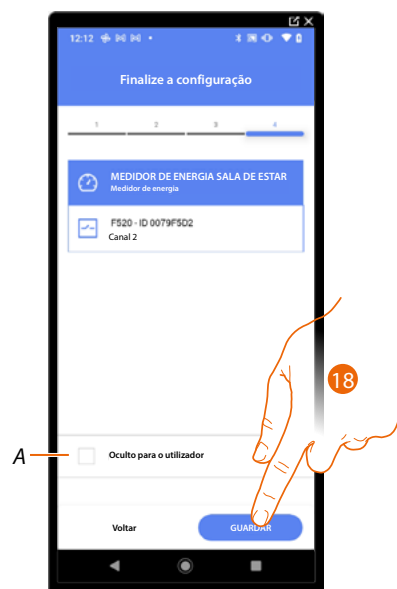 12:12
Finalize a configuração
1 2 3 4
MEDIDOR DE ENERGIA SALA DE ESTAR
Medidor de energia
F520 - ID 0079F5D2
Canal 2
18
A
Oculto para o utilizador
Voltar
GUARDAR